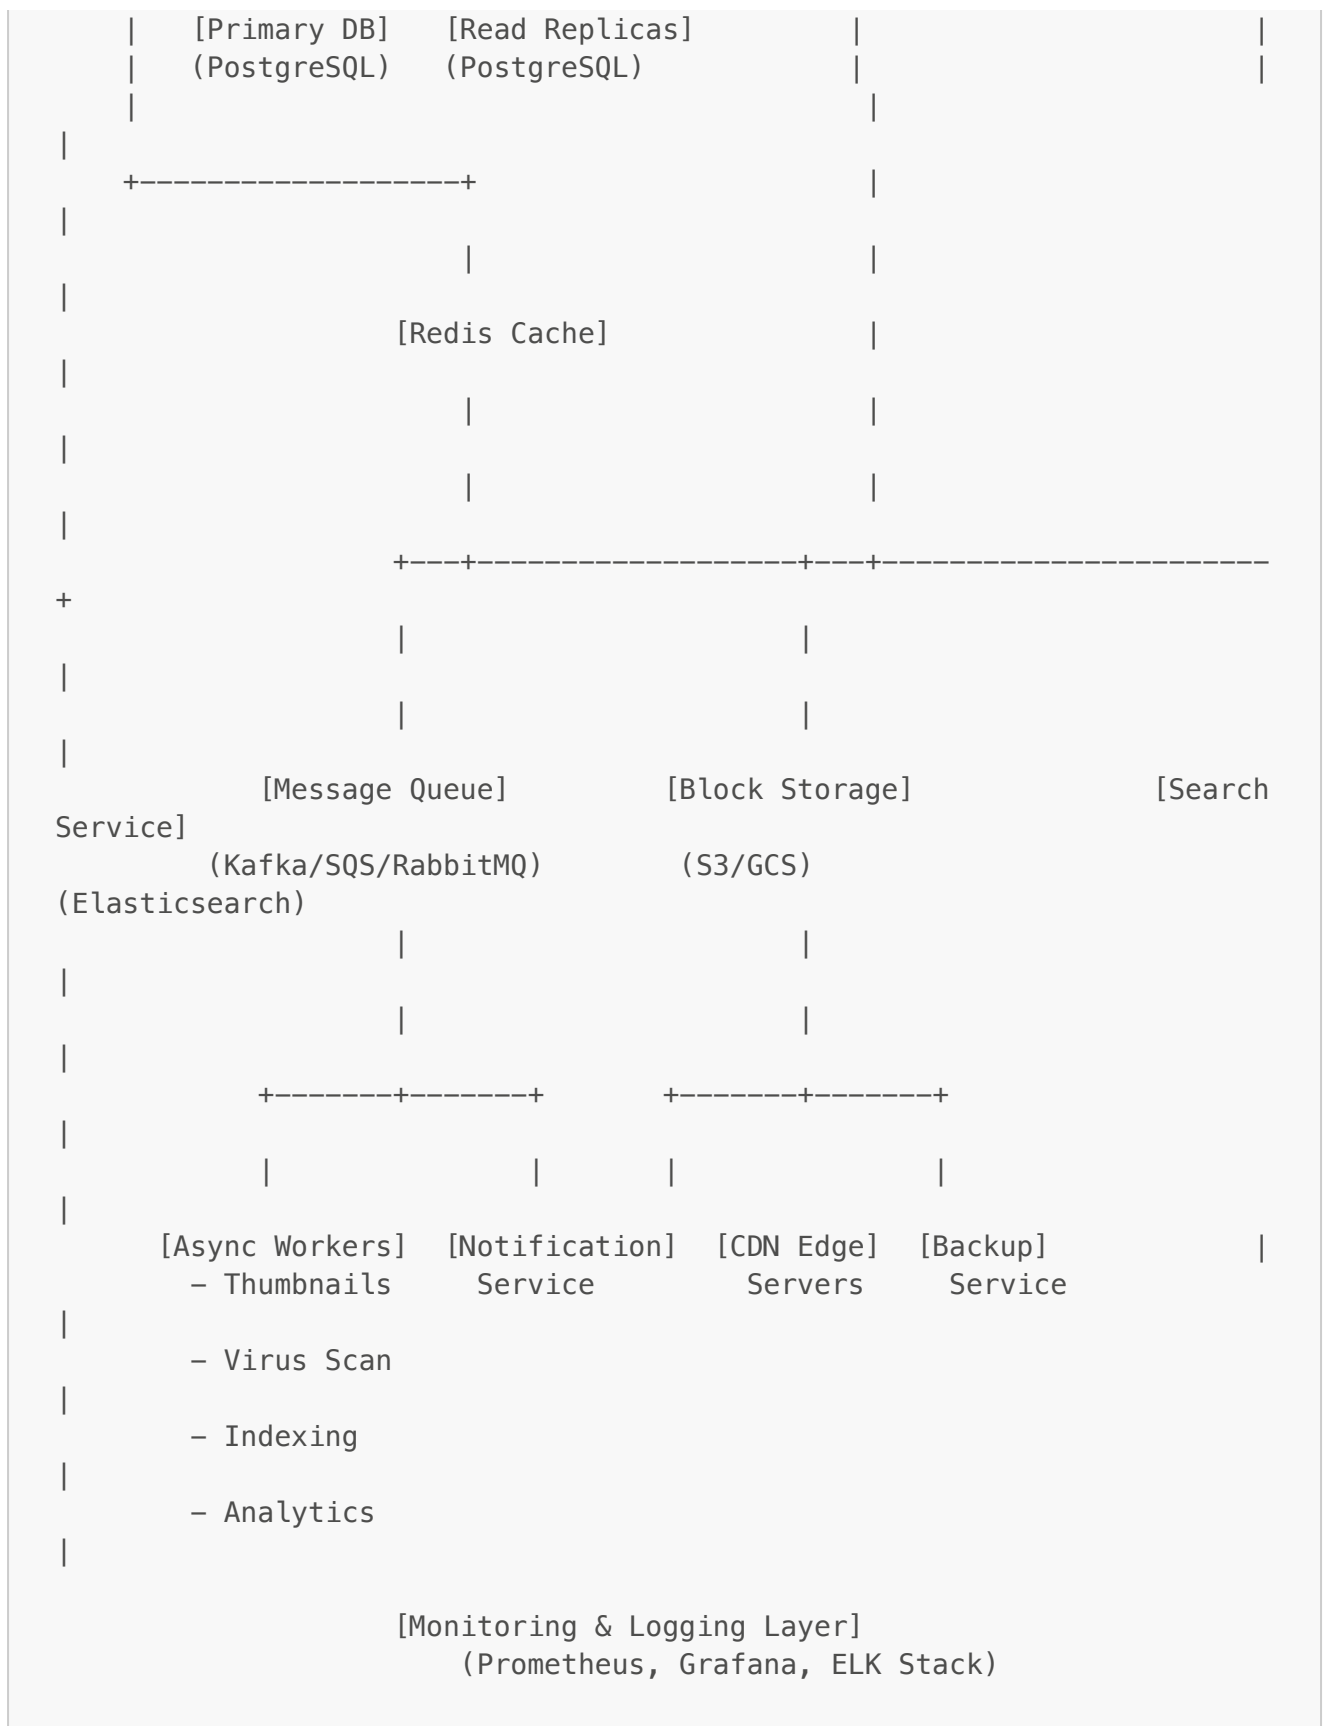 |   [Primary DB]   [Read Replicas]         |                       |
|   (PostgreSQL)   (PostgreSQL)            |                       |
|                                           |
|
+-------------------+                       |
|
                    |                       |
|
                [Redis Cache]               |
|
                    |                       |
|
                    |                       |
|
                +---+-------------------+---+-----------------------
+
                |                       |
|
                |                       |
|
        [Message Queue]         [Block Storage]              [Search
Service]
     (Kafka/SQS/RabbitMQ)        (S3/GCS)
(Elasticsearch)
                |                       |
|
                |                       |
|
        +-------+-------+       +-------+-------+
|
        |               |       |               |
|
  [Async Workers]  [Notification]  [CDN Edge]  [Backup]            |
    - Thumbnails     Service         Servers     Service
|
    - Virus Scan
|
    - Indexing
|
    - Analytics
|
                [Monitoring & Logging Layer]
                    (Prometheus, Grafana, ELK Stack)